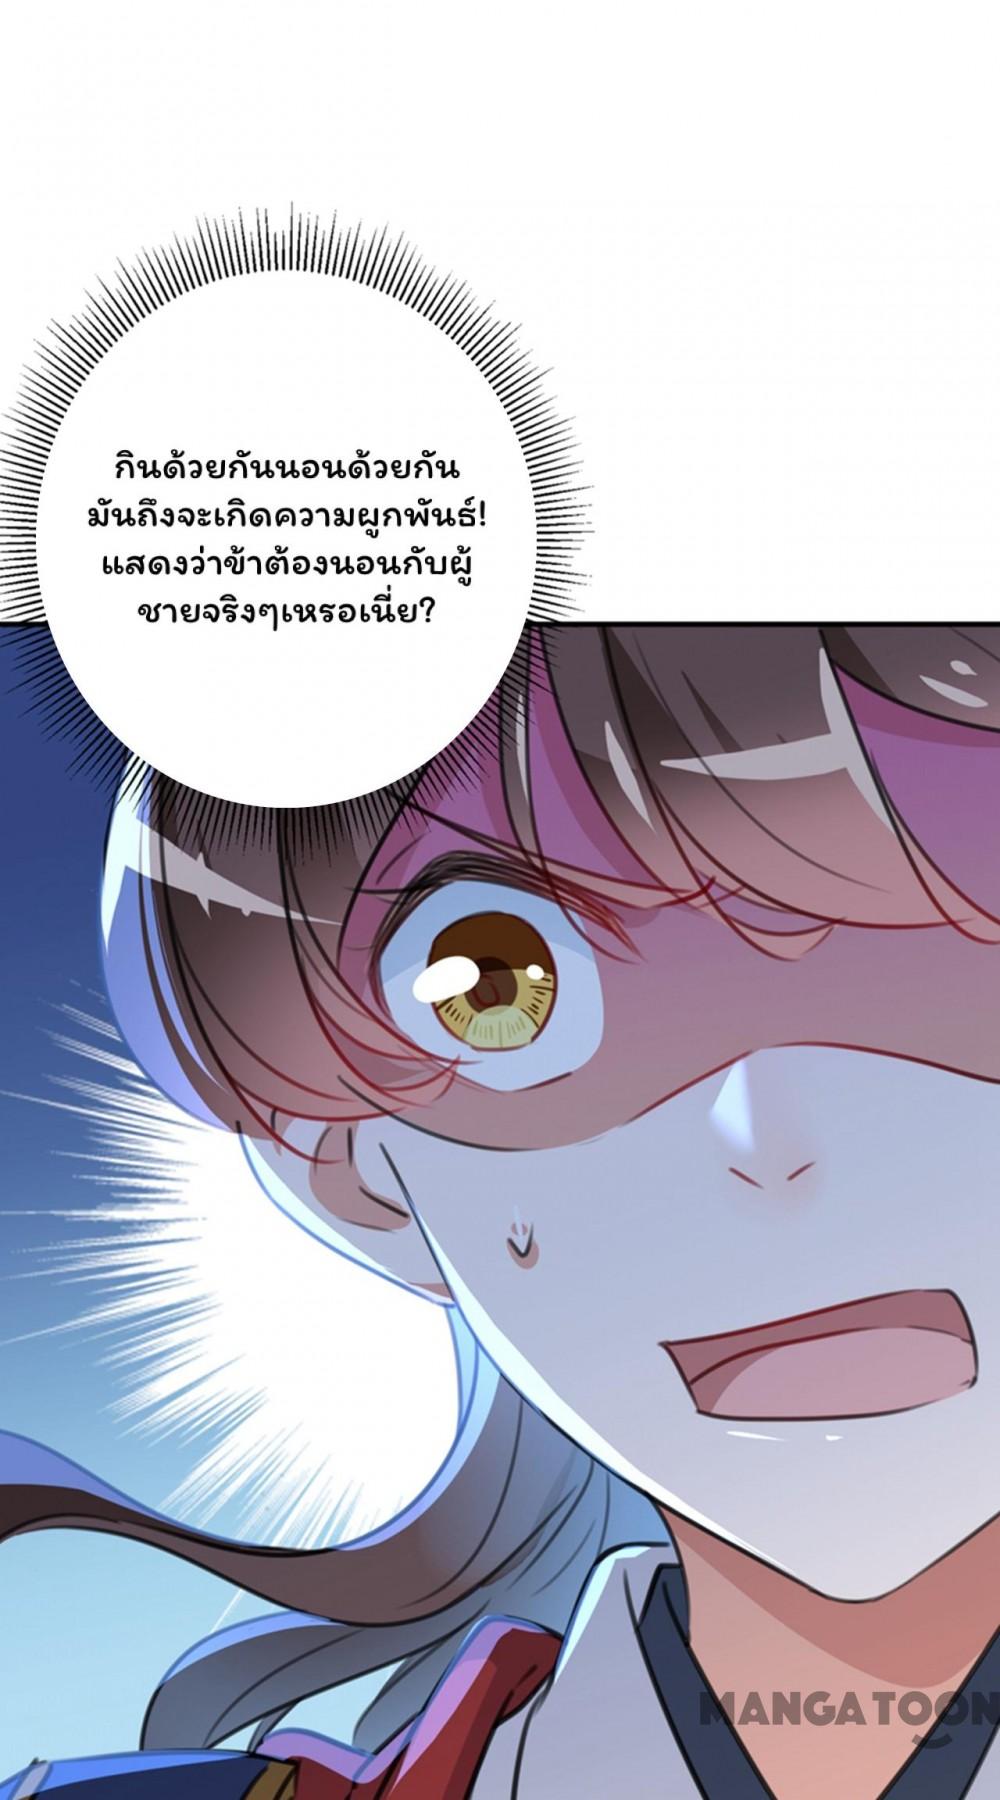 กินด้วยกันนอนด้วยกัน
มันถึงจะเกิดความผูกพันธ์!
แสดงว่าข้าต้องนอนกับผู้
ชายจริงๆเหรอเนี่ย?
MANGATOON